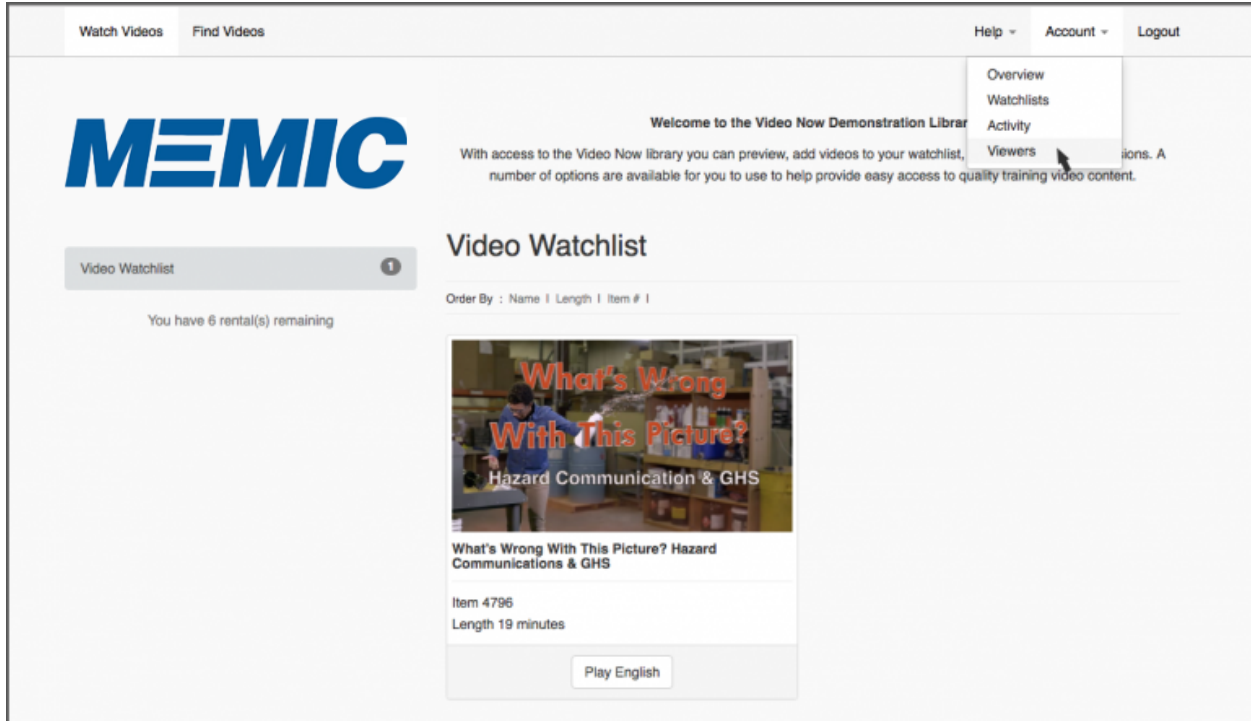 Watch Videos Find Videos Help Account Logout
Overview
Watchlists
Activity
Viewers
MEMIC
Welcome to the Video Now Demonstration Librar
With access to the Video Now library you can preview, add videos to your watchlist, sions. A
number of options are available for you to use to help provide easy access to quality training video content.
Video Watchlist 1
You have 6 rental(s) remaining
Video Watchlist
Order By : Name | Length | Item # |
What's Wrong
With This Picture?
Hazard Communication & GHS
What's Wrong With This Picture? Hazard
Communications & GHS
Item 4796
Length 19 minutes
Play English